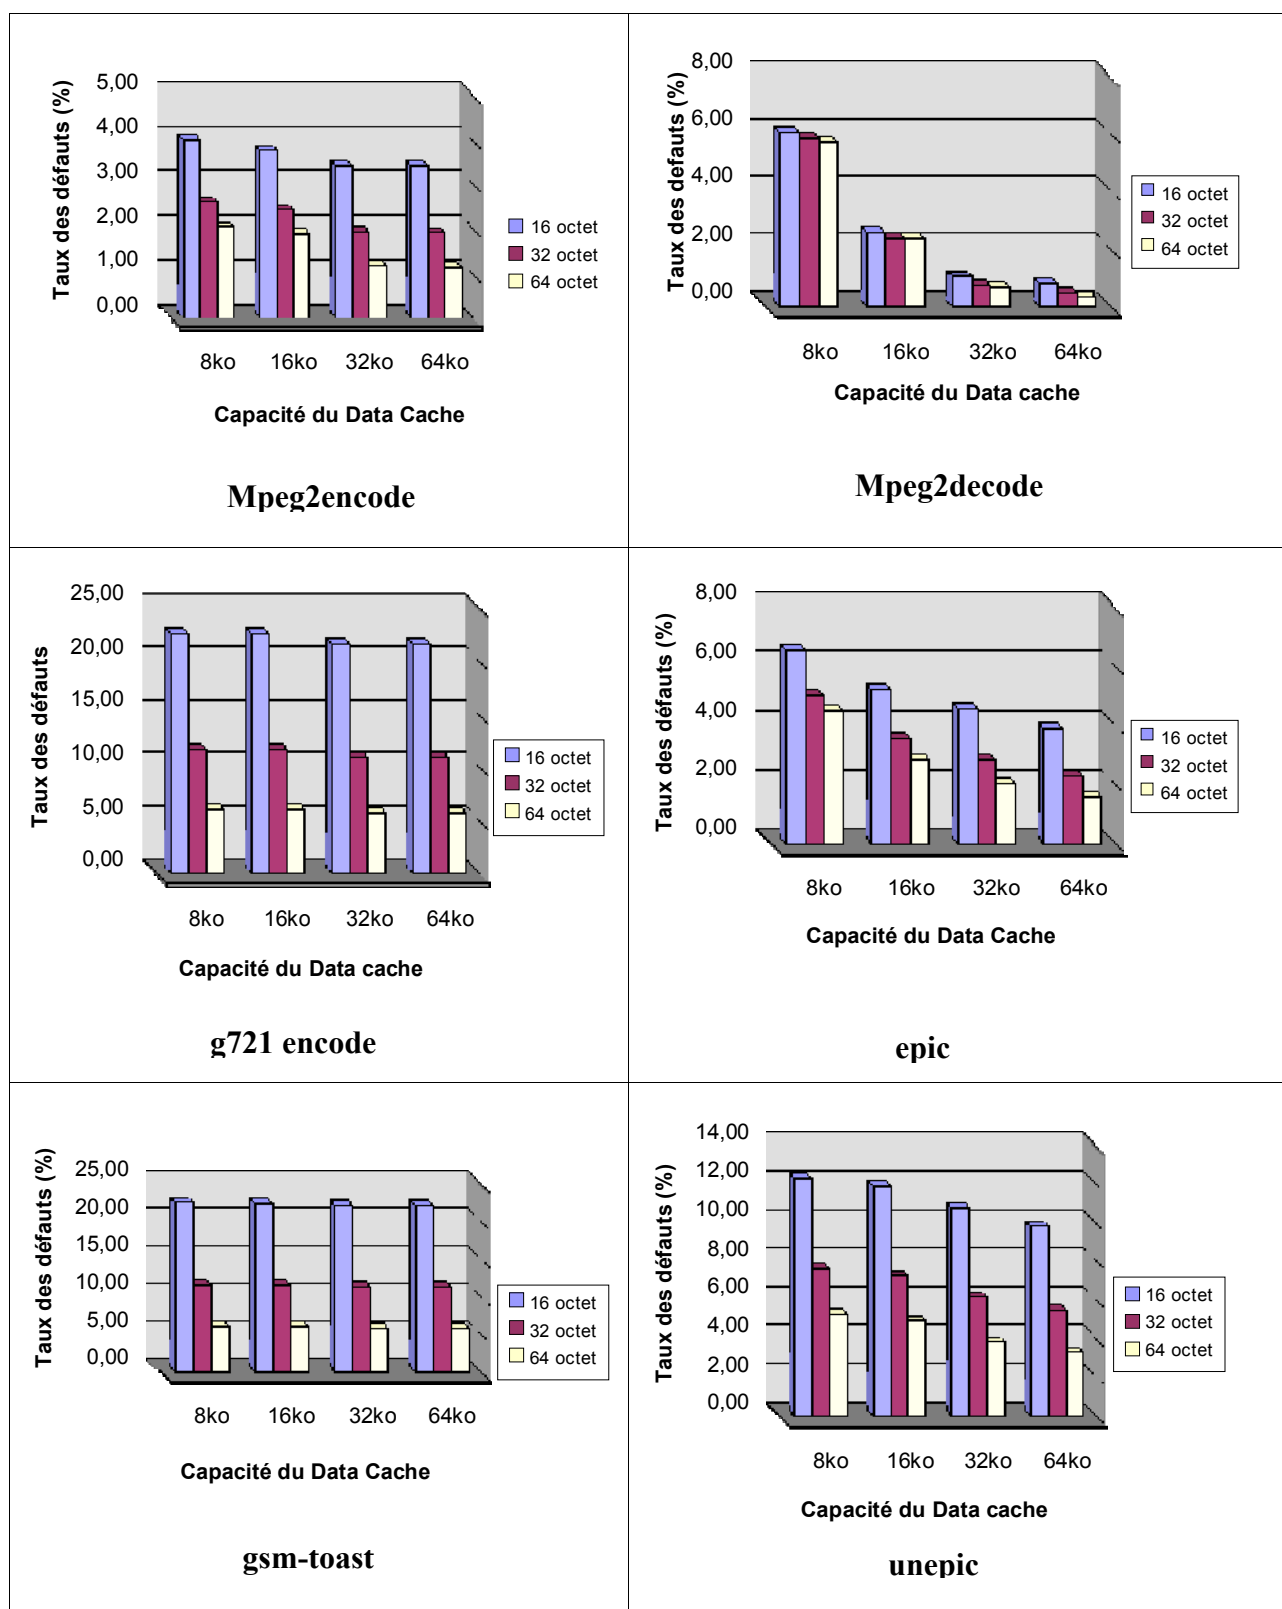 5,00
4,00
3,00
2,00
1,00
0,00
Taux des défauts (%)
8ko 16ko 32ko 64ko
Capacité du Data Cache
16 octet
32 octet
64 octet
Mpeg2encode
8,00
6,00
4,00
2,00
0,00
Taux des defauts (%)
8ko 16ko 32ko 64ko
Capacité du Data cache
16 octet
32 octet
64 octet
Mpeg2decode
25,00
20,00
15,00
10,00
5,00
0,00
Taux des défauts
8ko 16ko 32ko 64ko
Capacité du Data cache
16 octet
32 octet
64 octet
g721 encode
8,00
6,00
4,00
2,00
0,00
Taux des défauts (%)
8ko 16ko 32ko 64ko
Capacité du Data Cache
16 octet
32 octet
64 octet
epic
25,00
20,00
15,00
10,00
5,00
0,00
Taux des défauts (%)
8ko 16ko 32ko 64ko
Capacité du Data Cache
16 octet
32 octet
64 octet
gsm-toast
14,00
12,00
10,00
8,00
6,00
4,00
2,00
0,00
Taux des défauts (%)
8ko 16ko 32ko 64ko
Capacité du Data cache
16 octet
32 octet
64 octet
unepic